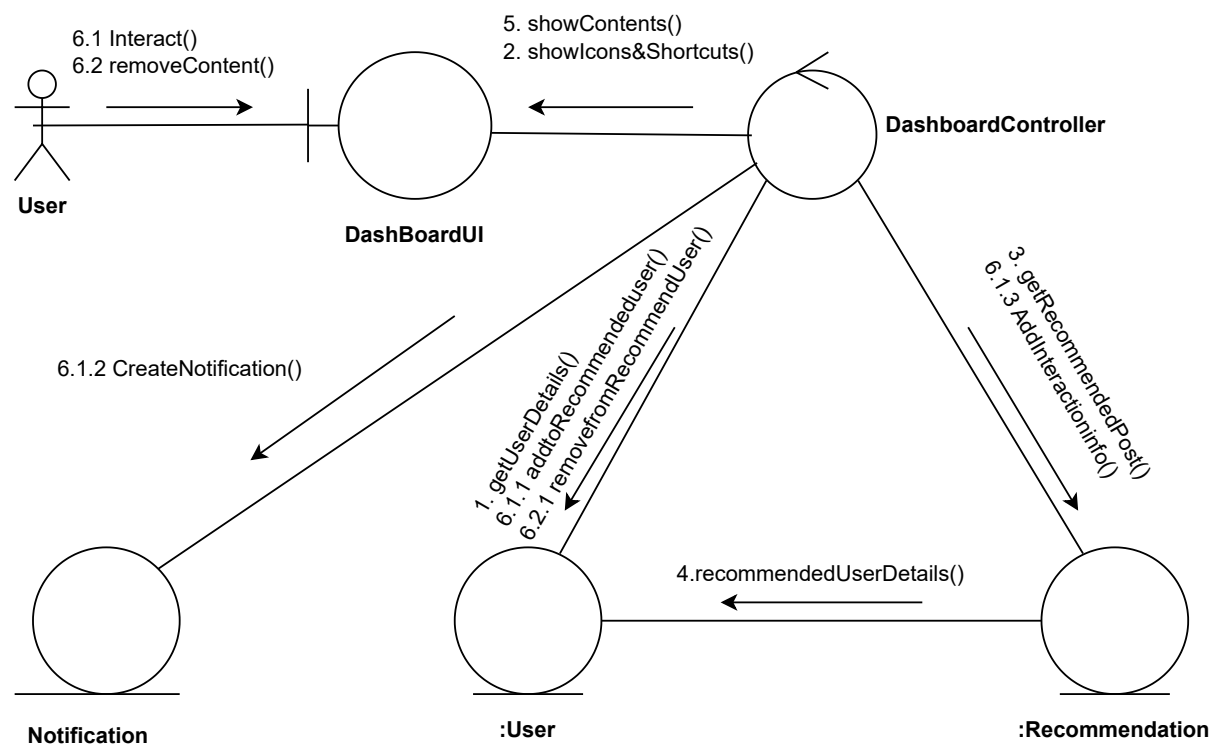 6.1 Interact()
6.2 removeContent()
5. showContents()
2. showIcons&Shortcuts()
DashboardController
User
DashBoardUI
3. getRecommendedPost()
6.1.3 AddInteractioninfo()
6.1.2 CreateNotification()
1. getUserDetails()
6.1.1 addtoRecommendeduser()
6.2.1 removefromRecommendUser()
4.recommendedUserDetails()
Notification
:User
:Recommendation